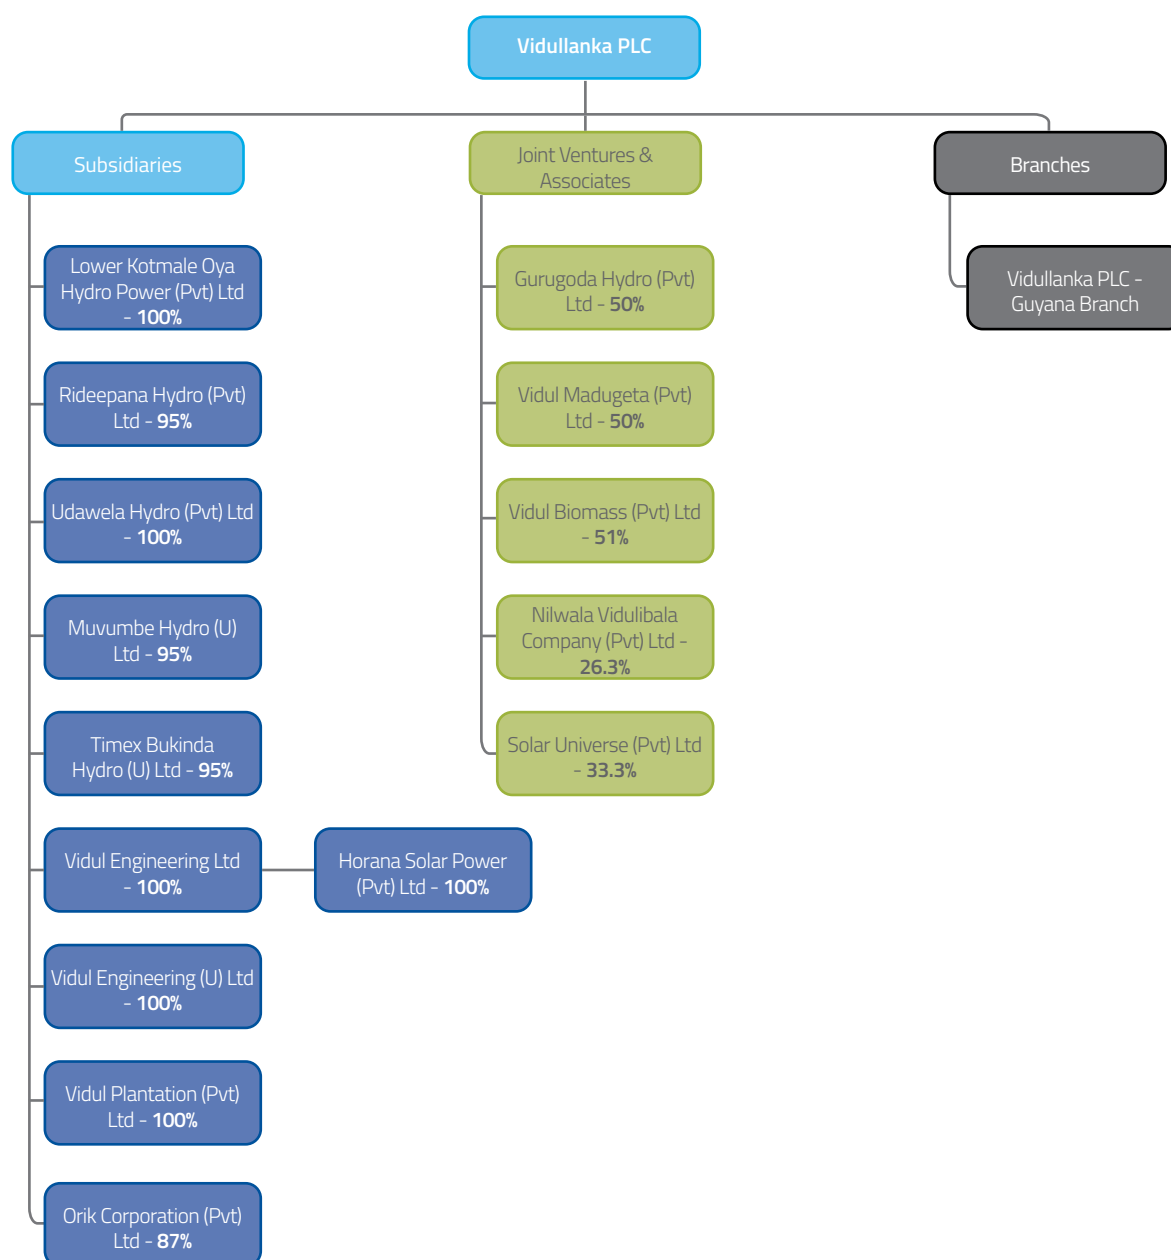 Vidullanka PLC
Subsidiaries
Joint Ventures &
Associates
Branches
Lower Kotmale Oya
Hydro Power (Pvt) Ltd
- 100%
Rideepana Hydro (Pvt)
Ltd - 95%
Udawela Hydro (Pvt) Ltd
- 100%
Muvumbe Hydro (U)
Ltd - 95%
Timex Bukinda
Hydro (U) Ltd - 95%
Vidul Engineering Ltd
- 100%
Horana Solar Power
(Pvt) Ltd - 100%
Vidul Engineering (U) Ltd
- 100%
Vidul Plantation (Pvt)
Ltd - 100%
Orik Corporation (Pvt)
Ltd - 87%
Gurugoda Hydro (Pvt)
Ltd - 50%
Vidul Madugeta (Pvt)
Ltd - 50%
Vidul Biomass (Pvt) Ltd
- 51%
Nilwala Vidulibala
Company (Pvt) Ltd -
26.3%
Solar Universe (Pvt) Ltd
- 33.3%
Vidullanka PLC -
Guyana Branch